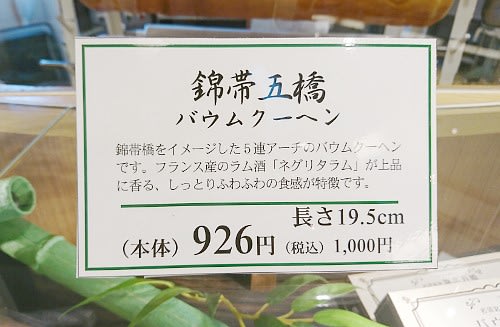 錦帯五橋
バウムクーヘン
錦帯橋をイメージした5連アーチのバウムクーヘン
です。フランス産のラム酒「ネグリタラム」が上品
に香る、しっとりふわふわの食感が特徴です。
長さ19.5cm
(本体) 926円 (税込) 1,000円